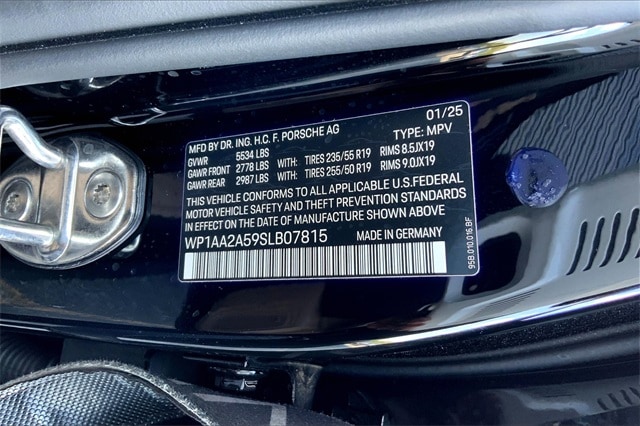 01/25
MFD BY DR. ING. H.C. F. PORSCHE AG TYPE: MPV
GVWR 5534 LBS
GAWR FRONT 2778 LBS WITH: TIRES 235/55 R19 RIMS 8.5JX19
GAWR REAR 2987 LBS WITH: TIRES 255/50 R19 RIMS 9.0JX19
THIS VEHICLE CONFORMS TO ALL APPLICABLE U.S.FEDERAL
MOTOR VEHICLE SAFETY AND THEFT PREVENTION STANDARDS
IN EFFECT ON THE DATE OF MANUFACTURE SHOWN ABOVE
WP1AA2A59SLB07815 MADE IN GERMANY
95B.010.016.BF